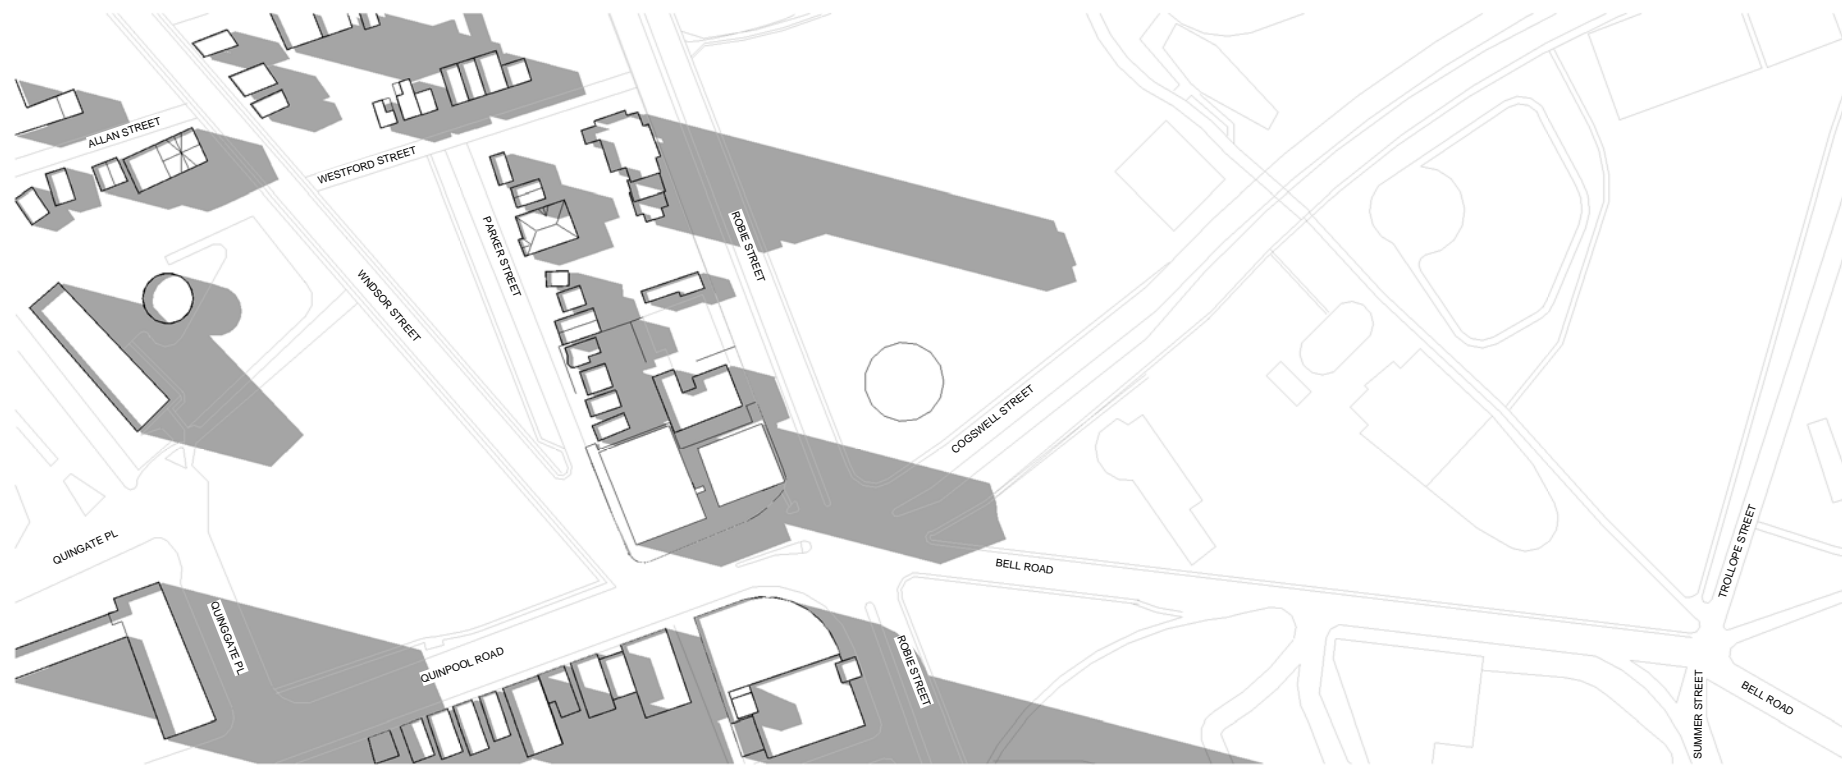 ALLAN STREET
WESTFORD STREET
PARKER STREET
ROBIE STREET
WNDSOR STREET
COGSWELL STREET
QUINGATE PL
BELL ROAD
TROLLOPE STREET
QUINGGATE PL
QUINPOOL ROAD
ROBIE STREET
SUMMER STREET
BELL ROAD